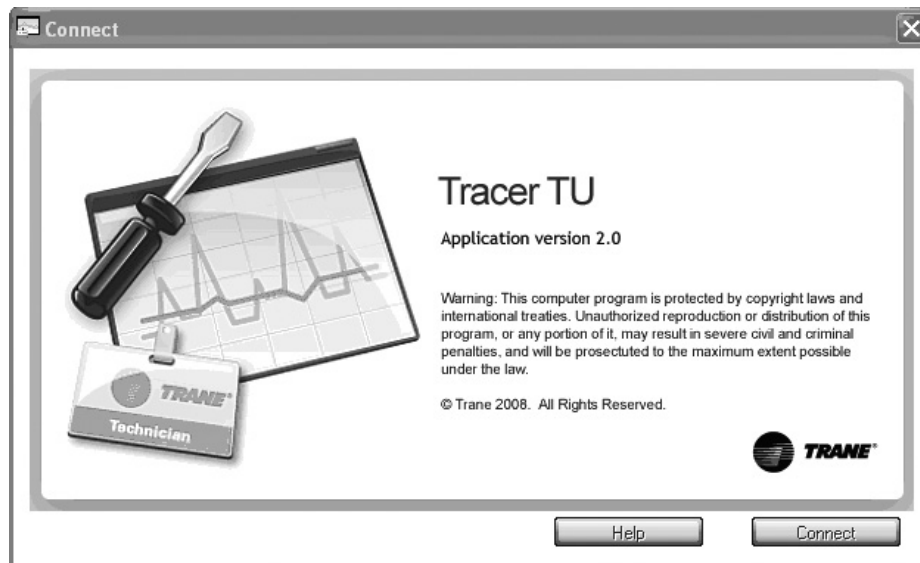 Connect
Tracer TU
Application version 2.0
Warning: This computer program is protected by copyright laws and
international treaties. Unauthorized reproduction or distribution of this
program, or any portion of it, may result in severe civil and criminal
penalties, and will be prosectuted to the maximum extent possible
under the law.
© Trane 2008. All Rights Reserved.
TRANE®
Technician
TRANE®
Help
Connect